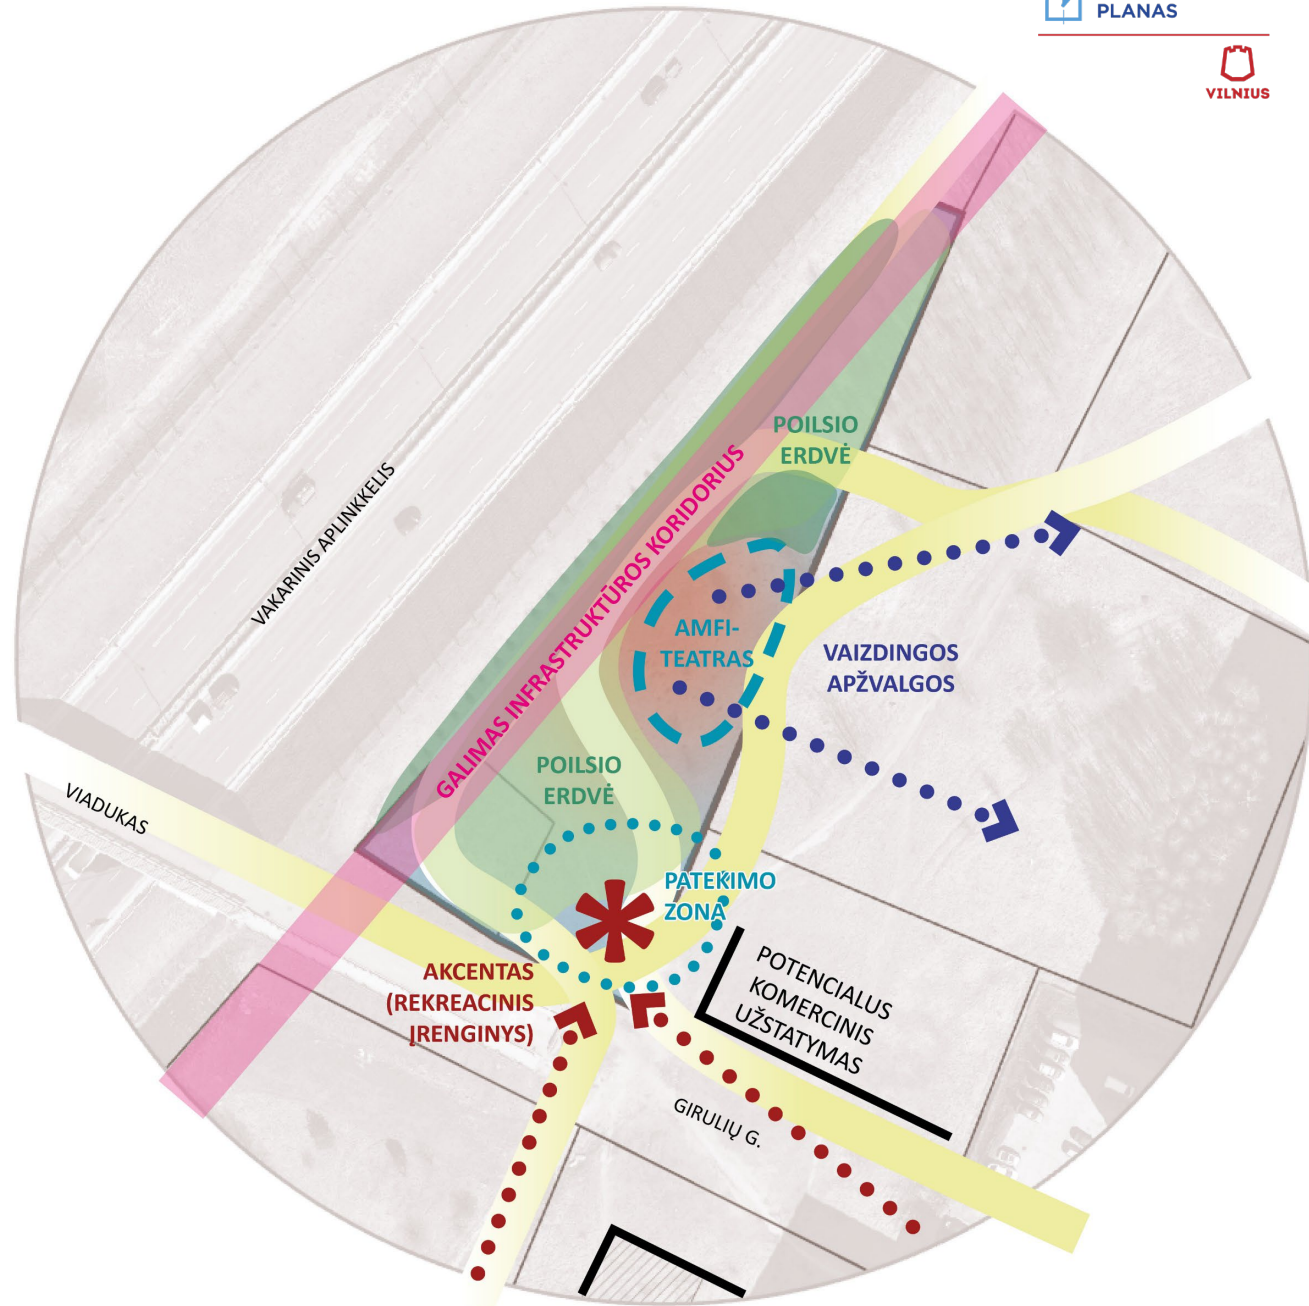 PLANAS
VILNIUS
POILSIO
ERDVĖ
VAKARINIS APLINKKELIS
GALIMAS INFRASTRUKTŪROS KORIDORIUS
AMFI-
TEATRAS
VAIZDINGOS
APŽVALGOS
POILSIO
ERDVĖ
VIADUKAS
PATEKIMO
ZONA
AKCENTAS
(REKREACINIS
ĮRENGINYS)
POTENCIALUS
KOMERCINIS
UŽSTATYMAS
GIRULIŲ G.